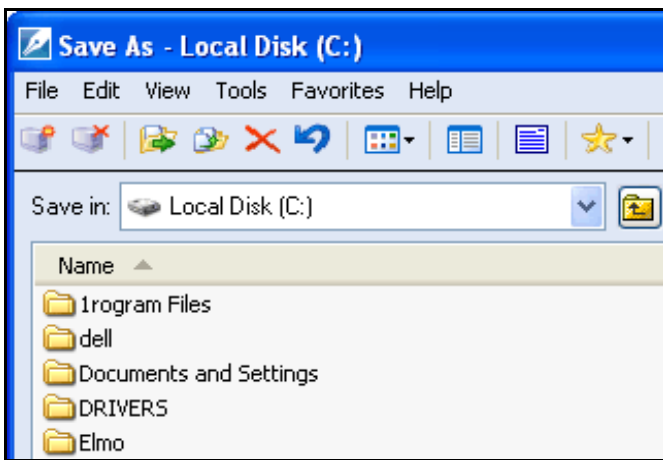 Save As - Local Disk (C:)
File Edit View Tools Favorites Help
Save in: Local Disk (C:)
Name
1rogram Files
dell
Documents and Settings
DRIVERS
Elmo